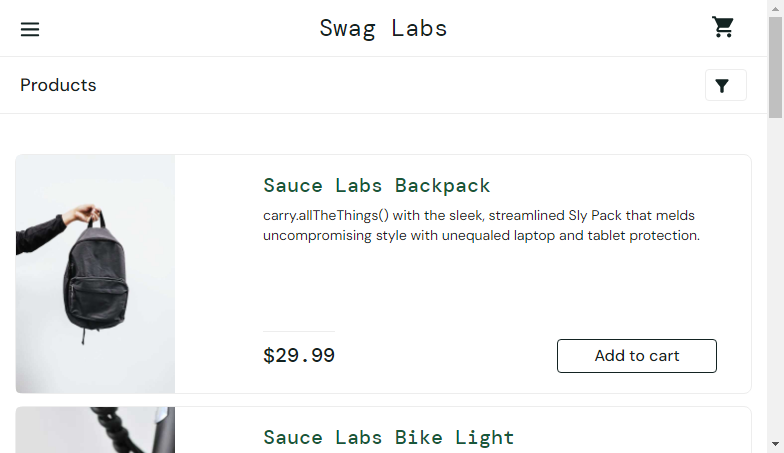 Swag Labs
Products
Sauce Labs Backpack
carry.allTheThings() with the sleek, streamlined Sly Pack that melds
uncompromising style with unequaled laptop and tablet protection.
$29.99
Add to cart
Sauce Labs Bike Light